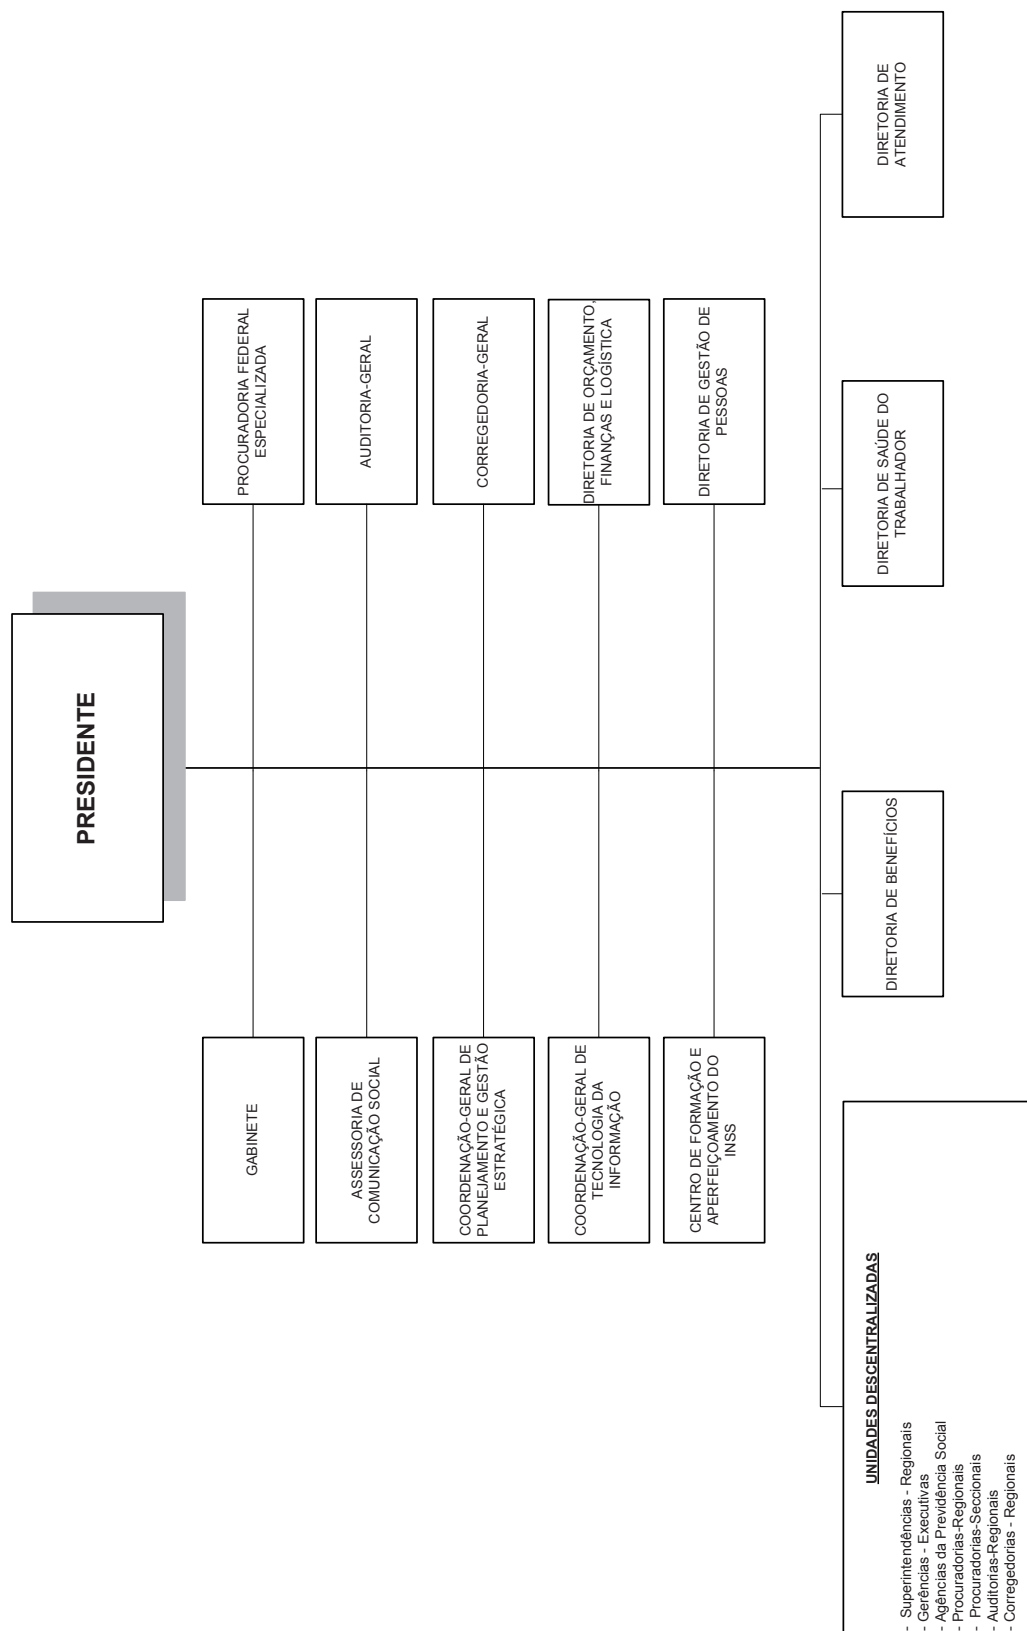 PRESIDENTE
GABINETE
PROCURADORIA FEDERAL
ESPECIALIZADA
ASSESSORIA DE
COMUNICAÇÃO SOCIAL
AUDITORIA-GERAL
COORDENAÇÃO-GERAL DE
PLANEJAMENTO E GESTÃO
ESTRATÉGICA
CORREGEDORIA-GERAL
COORDENAÇÃO-GERAL DE
TECNOLOGIA DA
INFORMAÇÃO
DIRETORIA DE ORÇAMENTO,
FINANÇAS E LOGÍSTICA
CENTRO DE FORMAÇÃO E
APERFEIÇOAMENTO DO
INSS
DIRETORIA DE GESTÃO DE
PESSOAS
UNIDADES DESCENTRALIZADAS
- Superintendências - Regionais
- Gerências - Executivas
- Agências da Previdência Social
- Procuradorias-Regionais
- Procuradorias-Seccionais
- Auditorias-Regionais
- Corregedorias - Regionais
DIRETORIA DE BENEFÍCIOS
DIRETORIA DE SAÚDE DO
TRABALHADOR
DIRETORIA DE
ATENDIMENTO